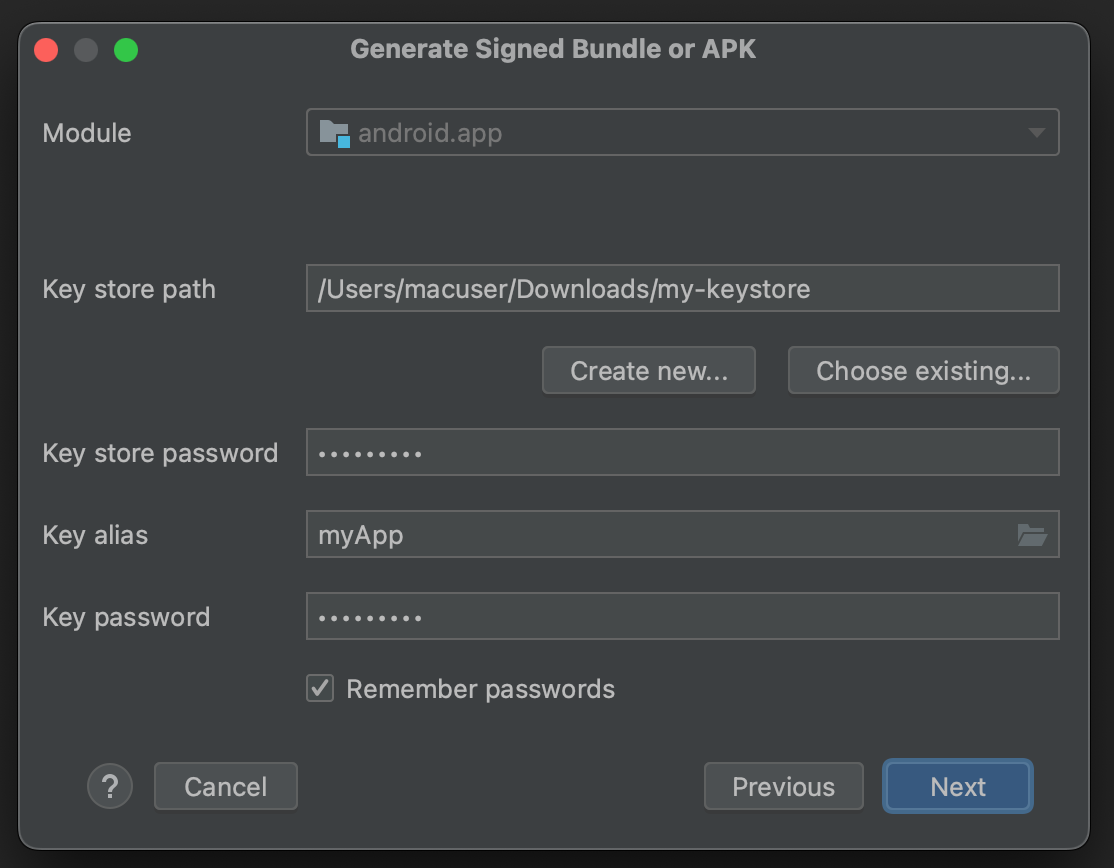 Generate Signed Bundle or APK
Module
android.app
Key store path
/Users/macuser/Downloads/my-keystore
Create new...
Choose existing...
Key store password
•••••••••
Key alias
myApp
Key password
•••••••••
Remember passwords
?
Cancel
Previous
Next